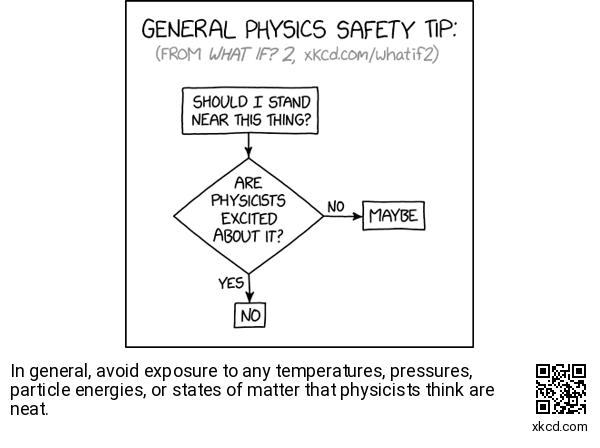 GENERAL PHYSICS SAFETY TIP:
(FROM WHAT IF? 2, xkcd.com/whatif2)
SHOULD I STAND
NEAR THIS THING?
ARE
PHYSICISTS
EXCITED
ABOUT IT?
NO
MAYBE
YES
NO
In general, avoid exposure to any temperatures, pressures,
particle energies, or states of matter that physicists think are
neat.
xkcd.com